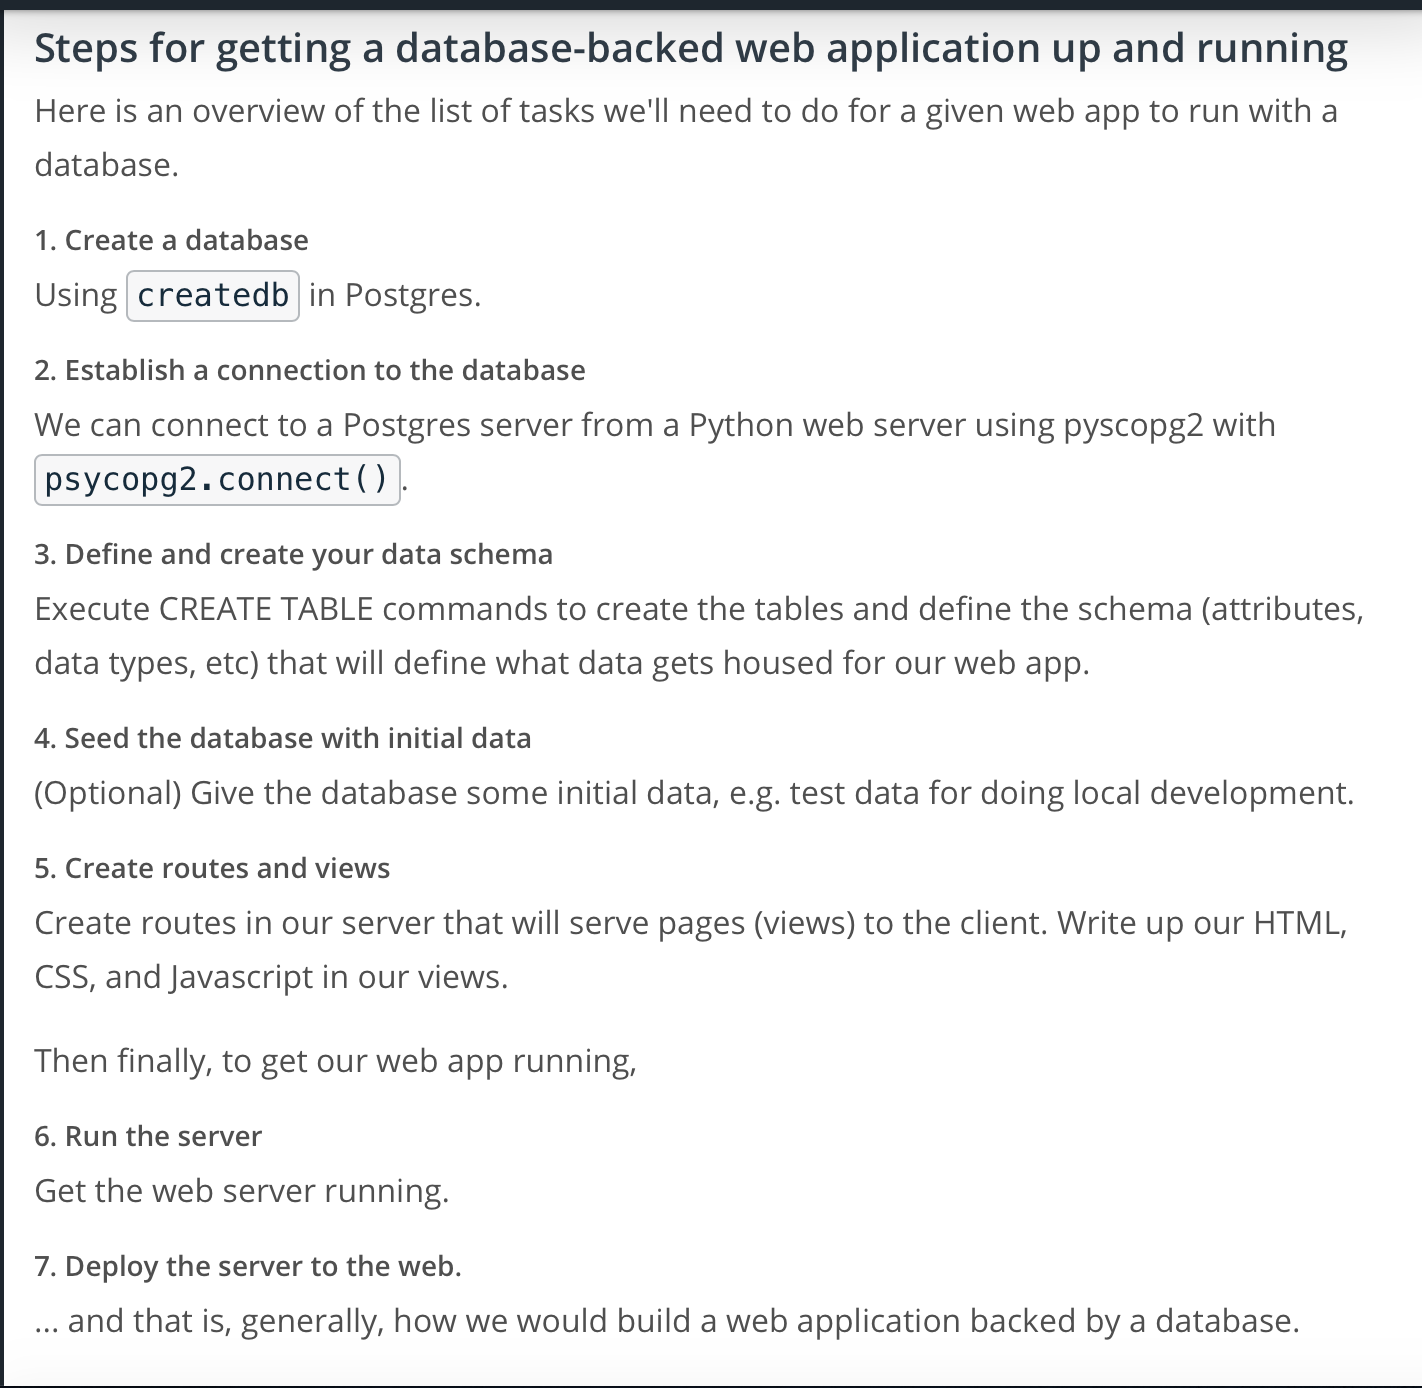 Steps for getting a database-backed web application up and running
Here is an overview of the list of tasks we'll need to do for a given web app to run with a
database.
1. Create a database
Using createdb in Postgres.
2. Establish a connection to the database
We can connect to a Postgres server from a Python web server using pyscopg2 with
psycopg2.connect().
3. Define and create your data schema
Execute CREATE TABLE commands to create the tables and define the schema (attributes,
data types, etc) that will define what data gets housed for our web app.
4. Seed the database with initial data
(Optional) Give the database some initial data, e.g. test data for doing local development.
5. Create routes and views
Create routes in our server that will serve pages (views) to the client. Write up our HTML,
CSS, and Javascript in our views.
Then finally, to get our web app running,
6. Run the server
Get the web server running.
7. Deploy the server to the web.
... and that is, generally, how we would build a web application backed by a database.